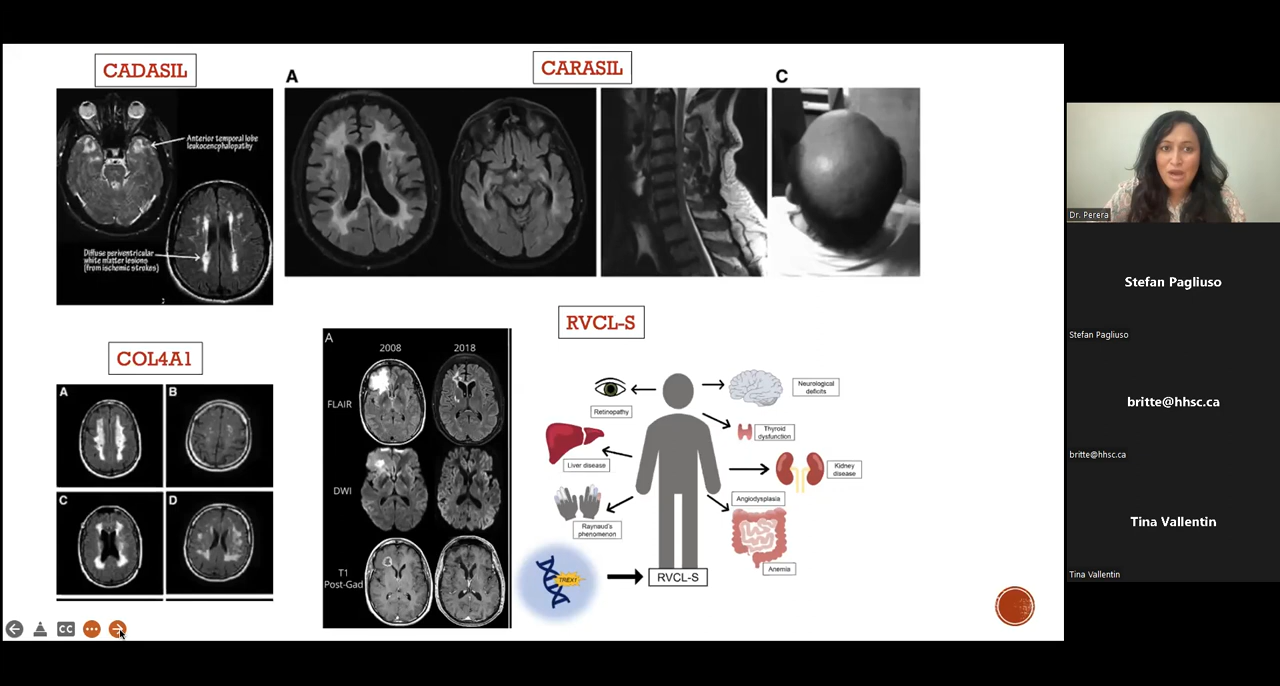 CADASIL
Anterior temporal lobe
leukocencephalopathy
Diffuse periventricular
white matter lesions
(from ischemic strokes)
CARASIL
A
C
COL4A1
A
B
C
D
RVCL-S
A
2008
2018
FLAIR
DWI
T1
Post-Gad
Retinopathy
Neurological
deficits
Thyroid
dysfunction
Liver disease
Kidney
disease
Raynaud's
phenomenon
Angiodysplasia
Anemia
TREX1
RVCL-S
CC
Dr. Perera
Stefan Pagliuso
Stefan Pagliuso
britte@hhsc.ca
britte@hhsc.ca
Tina Vallentin
Tina Vallentin